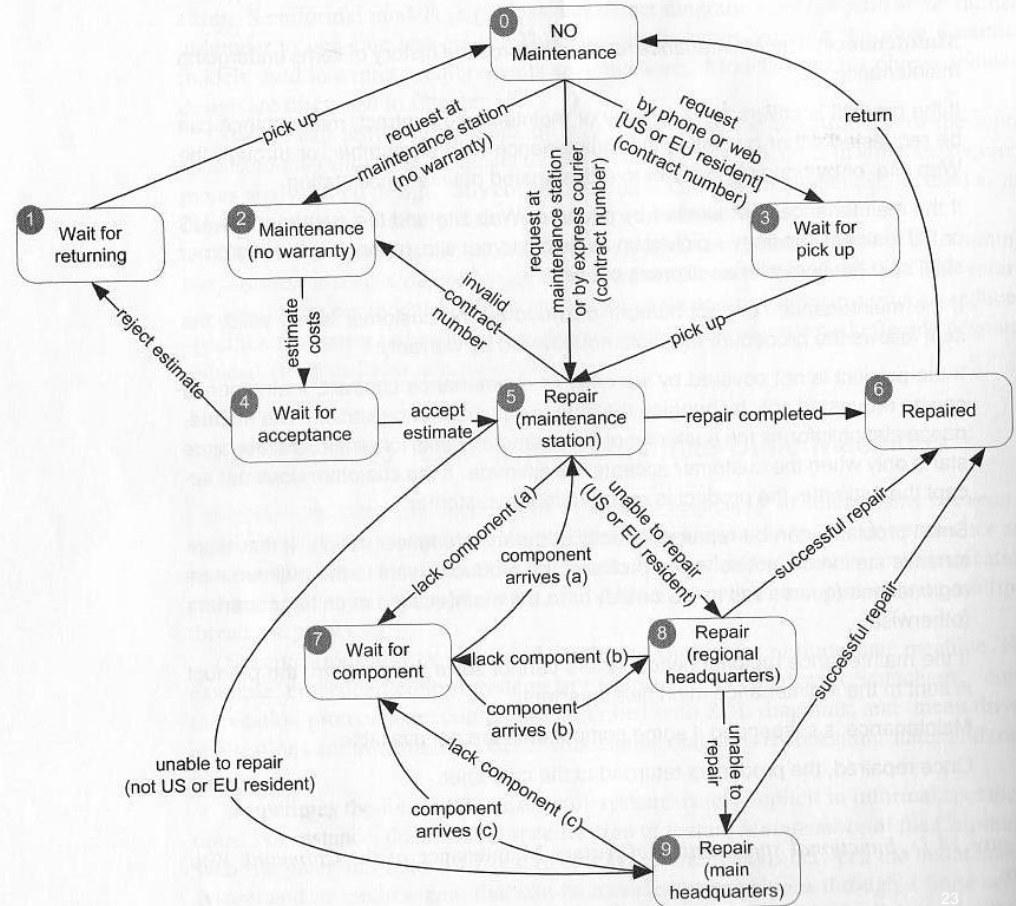 0
NO
Maintenance
pick up
request at
maintenance station
(no warranty)
request at
maintenance station
or by express courier
(contract number)
request
by phone or web
[US or EU resident]
(contract number)
return
1
Wait for
returning
2
Maintenance
(no warranty)
3
Wait for
pick up
reject estimate
estimate
costs
invalid
contract
number
pick up
4
Wait for
acceptance
accept
estimate
5
Repair
(maintenance
station)
repair completed
6
Repaired
lack component (a)
component
arrives (a)
unable to repair
(US or EU resident)
successful repair
successful repair
7
Wait for
component
lack component (b)
component
arrives (b)
8
Repair
(regional
headquarters)
unable to repair
(not US or EU resident)
lack component (c)
component
arrives (c)
unable to
repair
9
Repair
(main
headquarters)
23